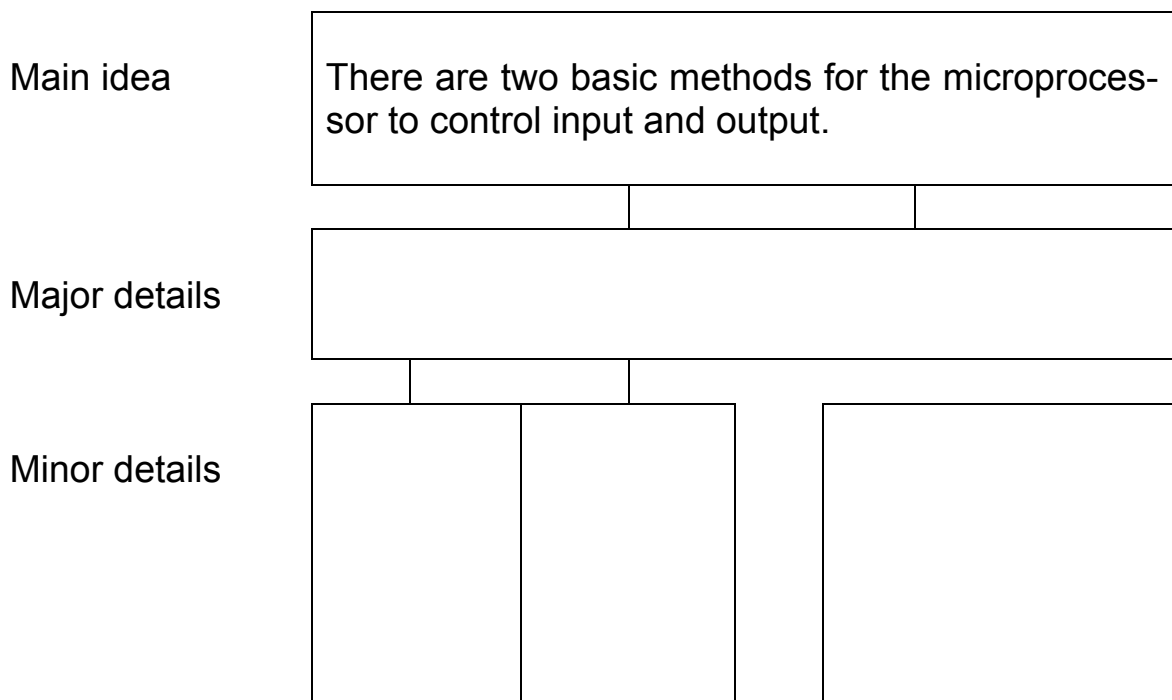 Main idea
There are two basic methods for the microproces-
sor to control input and output.
Major details
Minor details